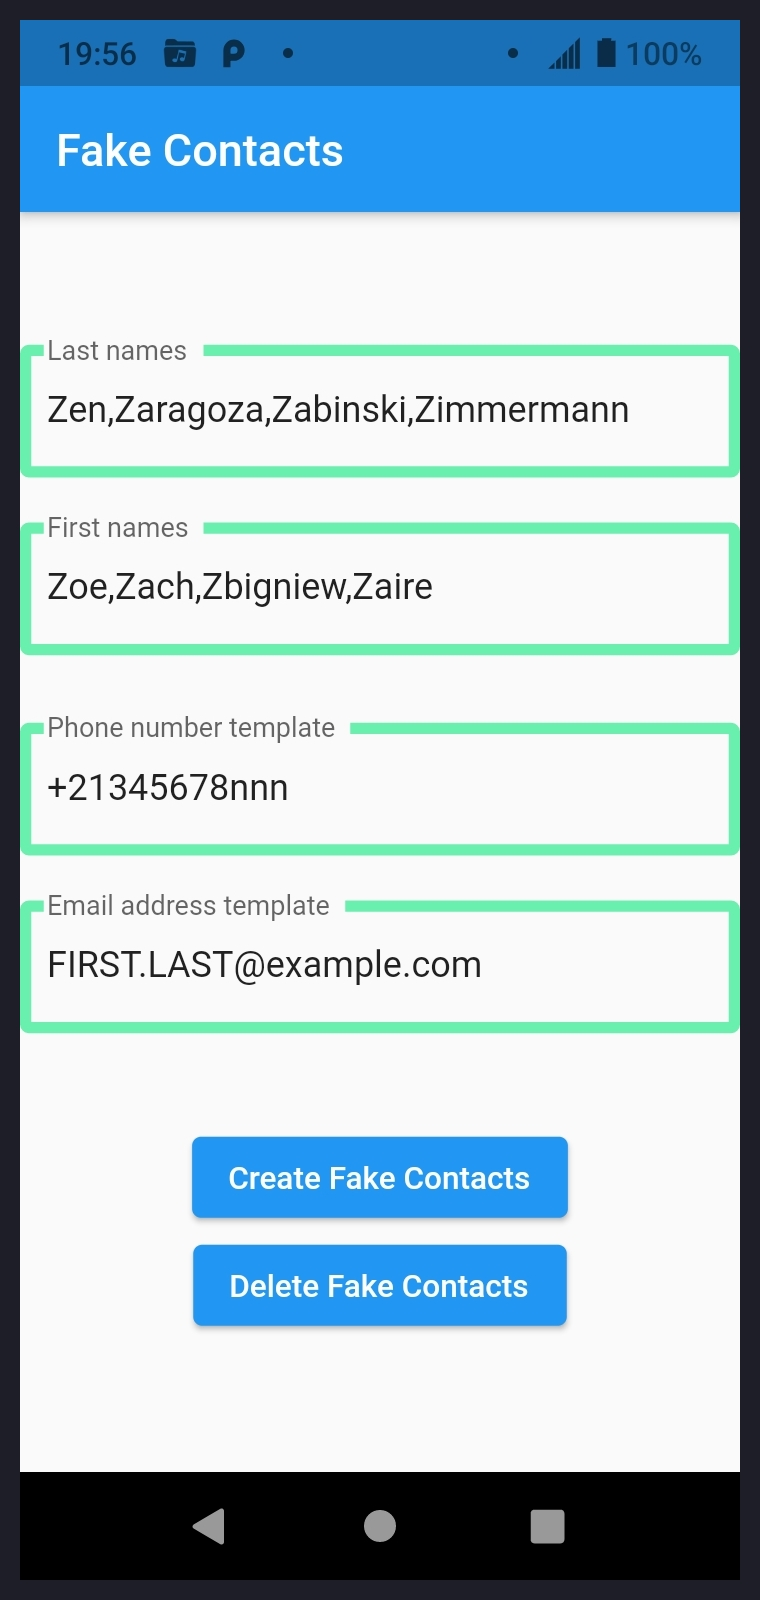 19:56
100%
Fake Contacts
Last names
Zen,Zaragoza,Zabinski,Zimmermann
First names
Zoe,Zach,Zbigniew,Zaire
Phone number template
+21345678nnn
Email address template
FIRST.LAST@example.com
Create Fake Contacts
Delete Fake Contacts